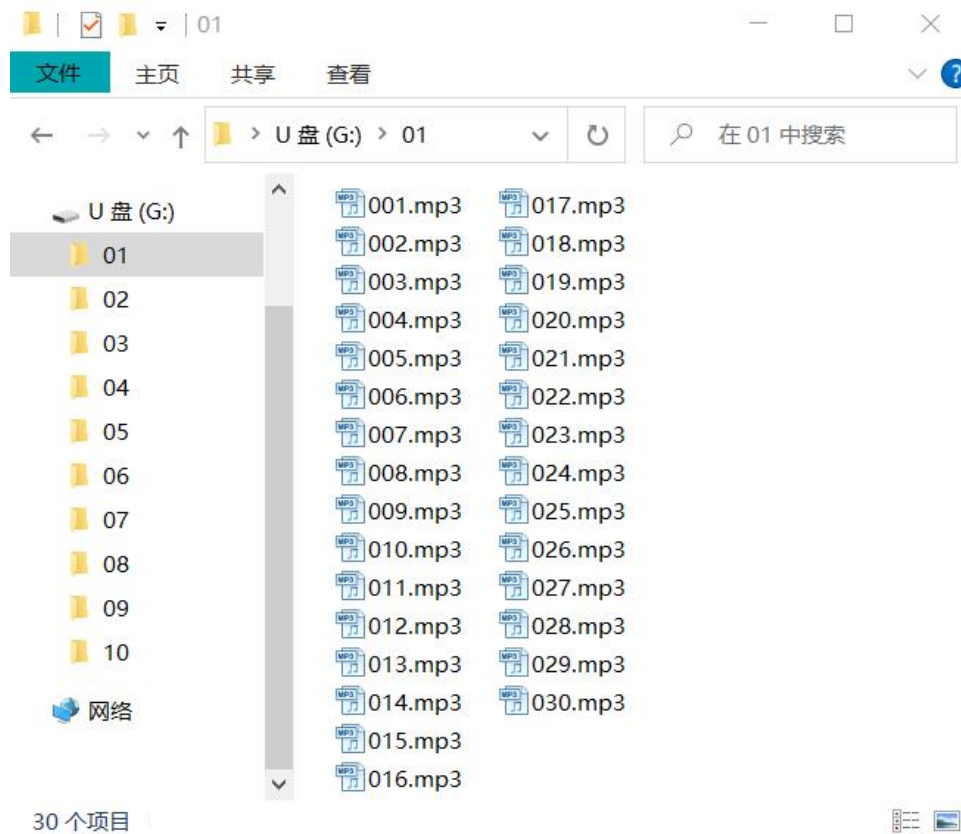 01
文件 主页 共享 查看
U 盘 (G:) 01 在 01 中搜索
U 盘 (G:)
01
02
03
04
05
06
07
08
09
10
网络
001.mp3 017.mp3
002.mp3 018.mp3
003.mp3 019.mp3
004.mp3 020.mp3
005.mp3 021.mp3
006.mp3 022.mp3
007.mp3 023.mp3
008.mp3 024.mp3
009.mp3 025.mp3
010.mp3 026.mp3
011.mp3 027.mp3
012.mp3 028.mp3
013.mp3 029.mp3
014.mp3 030.mp3
015.mp3
016.mp3
30 个项目